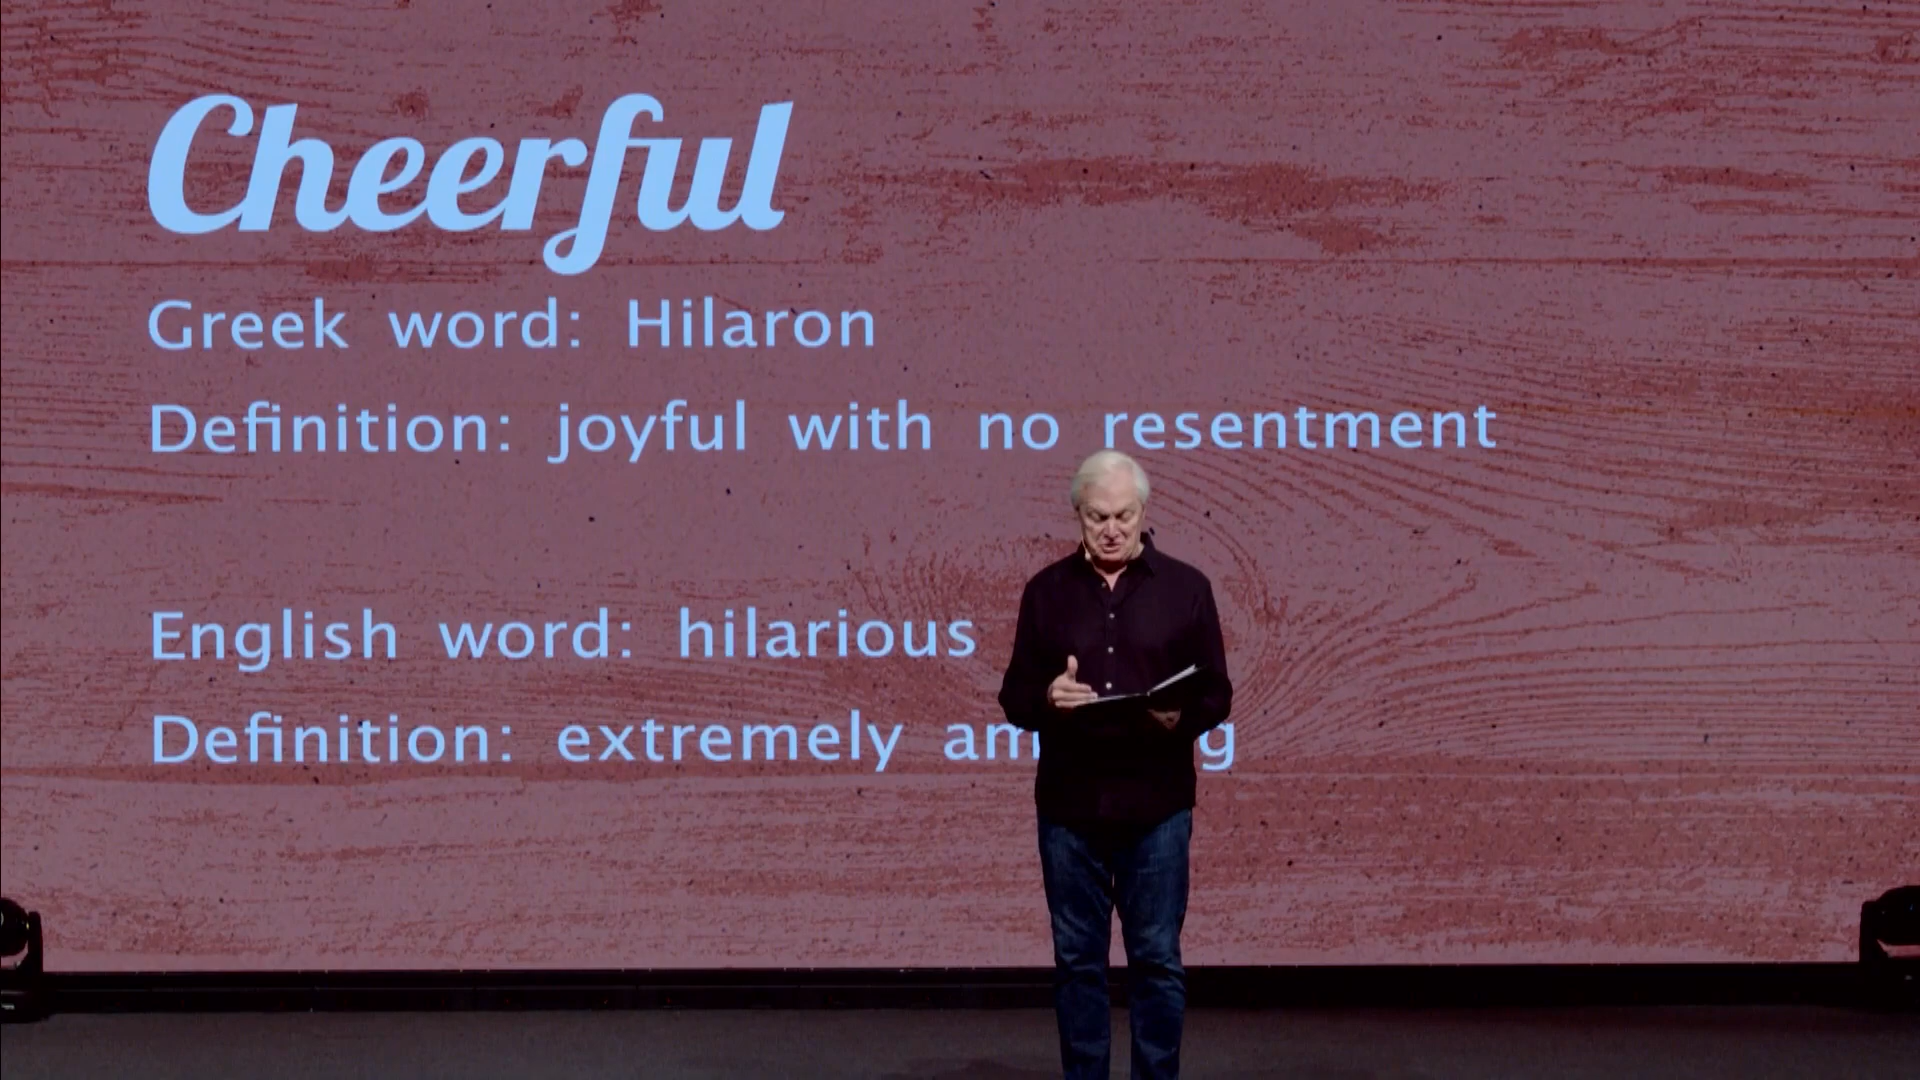 Cheerful
Greek word: Hilaron
Definition: joyful with no resentment
English word: hilarious
Definition: extremely